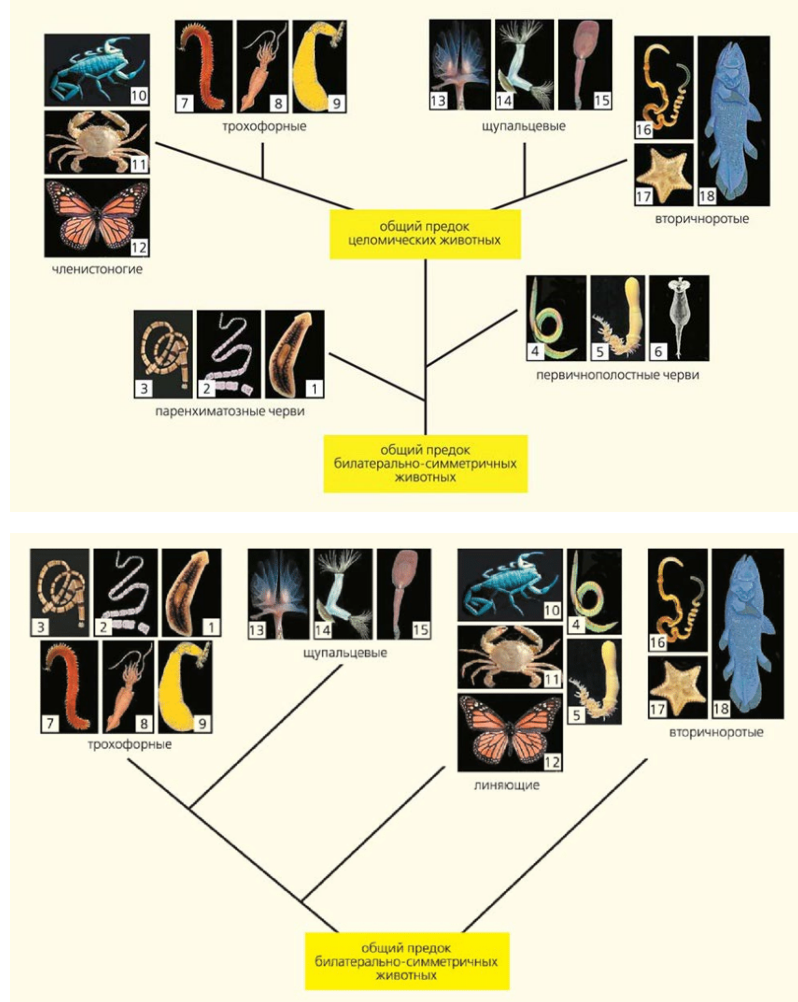 10
11
12
членистоногие
7
8
9
трохофорные
13
14
15
щупальцевые
16
17
18
вторичноротые
общий предок
целомических животных
3
2
1
паренхиматозные черви
4
5
6
первичнополостные черви
общий предок
билатерально-симметричных
животных
3
2
1
7
8
9
трохофорные
13
14
15
щупальцевые
10
4
11
5
12
линяющие
16
17
18
вторичноротые
общий предок
билатерально-симметричных
животных